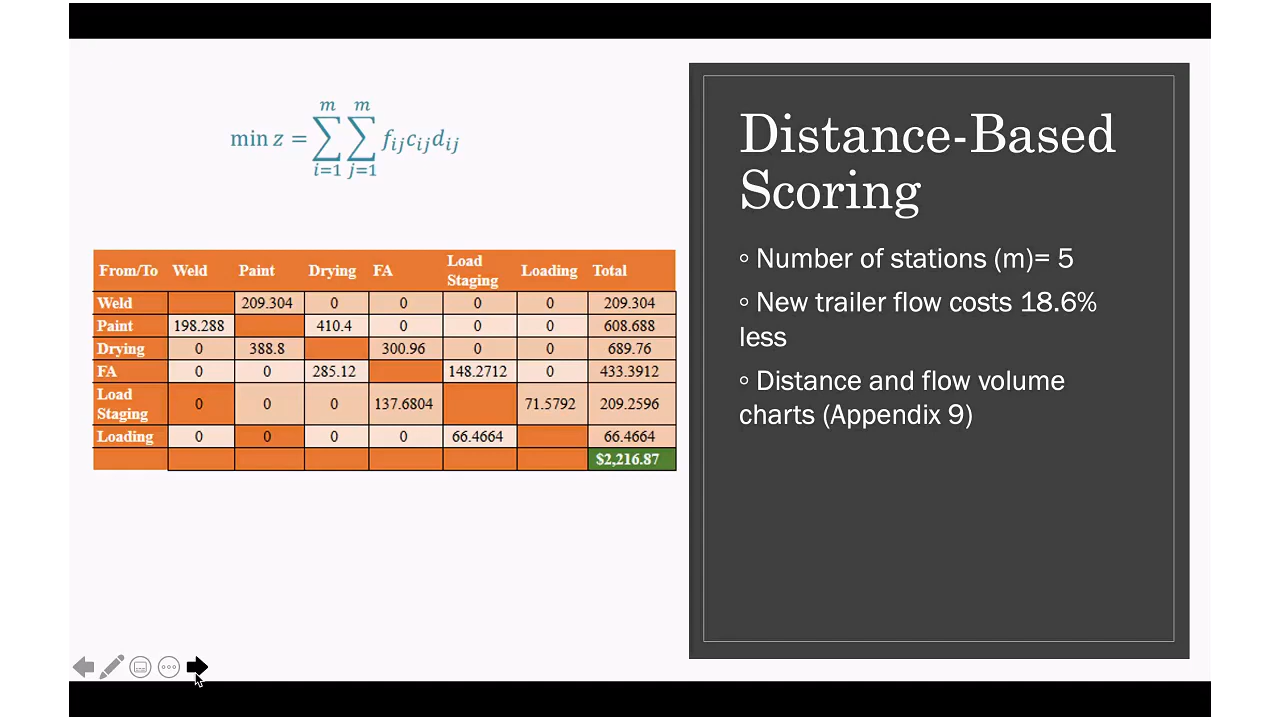 min z = ∑_{i=1}^{m} ∑_{j=1}^{m} f_{ij}c_{ij}d_{ij}
From/To Weld Paint Drying FA Load Staging Loading Total
Weld 209.304 0 0 0 0 209.304
Paint 198.288 410.4 0 0 0 608.688
Drying 0 388.8 300.96 0 0 689.76
FA 0 0 285.12 148.2712 0 433.3912
Load Staging 0 0 0 137.6804 71.5792 209.2596
Loading 0 0 0 0 66.4664 66.4664
$2,216.87
Distance-Based
Scoring
◦ Number of stations (m)= 5
◦ New trailer flow costs 18.6%
less
◦ Distance and flow volume
charts (Appendix 9)